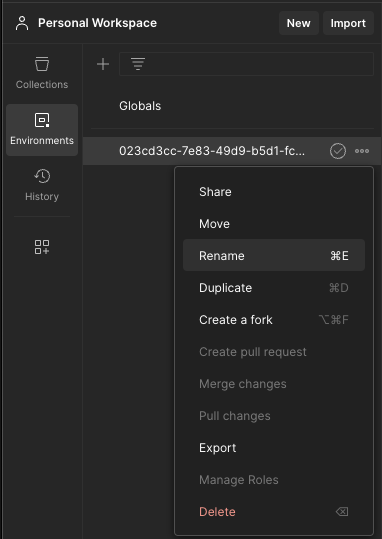 Personal Workspace
New
Import
Collections
Environments
History
Globals
023cd3cc-7e83-49d9-b5d1-fc...
Share
Move
Rename ⌘E
Duplicate ⌘D
Create a fork ⌥⌘F
Create pull request
Merge changes
Pull changes
Export
Manage Roles
Delete ⌫